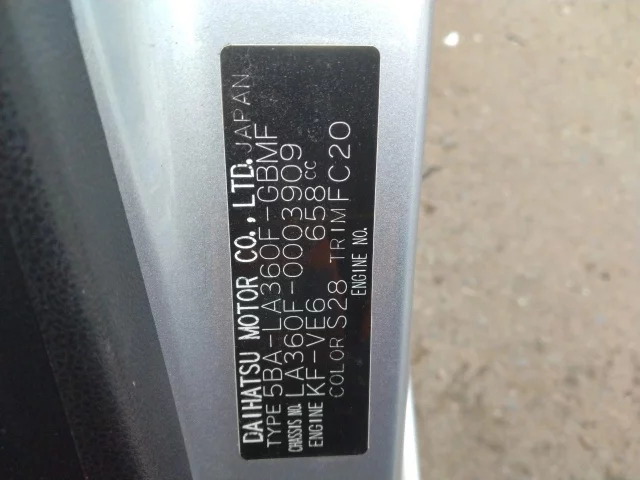 DAIHATSU MOTOR CO., LTD. JAPAN
TYPE 5BA-LA360F-GBMF
CHASSIS NO. LA360F-0003909
ENGINE KF-VE6 658CC
COLOR S28 TRIM FC20
ENGINE NO.